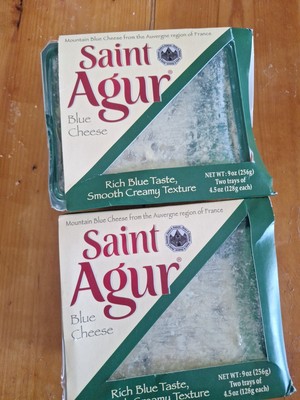 Mountain Blue Cheese from the Auvergne region of France
Saint
Agur®
Blue
Cheese
Rich Blue Taste,
Smooth Creamy Texture
NET WT: 9oz (256g)
Two trays of
4.5oz (128g each)
Mountain Blue Cheese from the Auvergne region of France
Saint
Agur®
Blue
Cheese
Rich Blue Taste,
Creamy Texture
NET WT: 9oz (256g)
Two trays of
4.5oz (128g each)